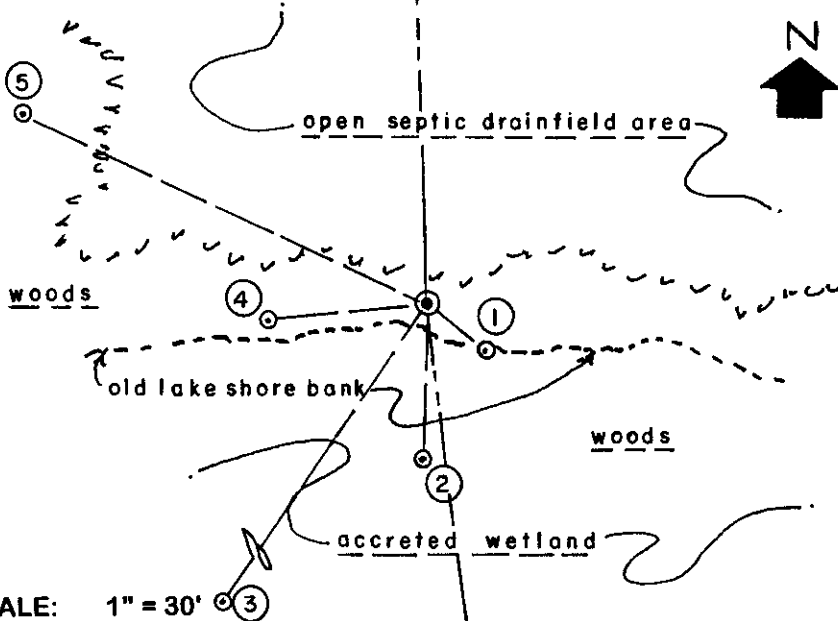 N
5
open septic drainfield area
woods
4
1
old lake shore bank
woods
2
accreted wetland
ALE: 1" = 30' 3